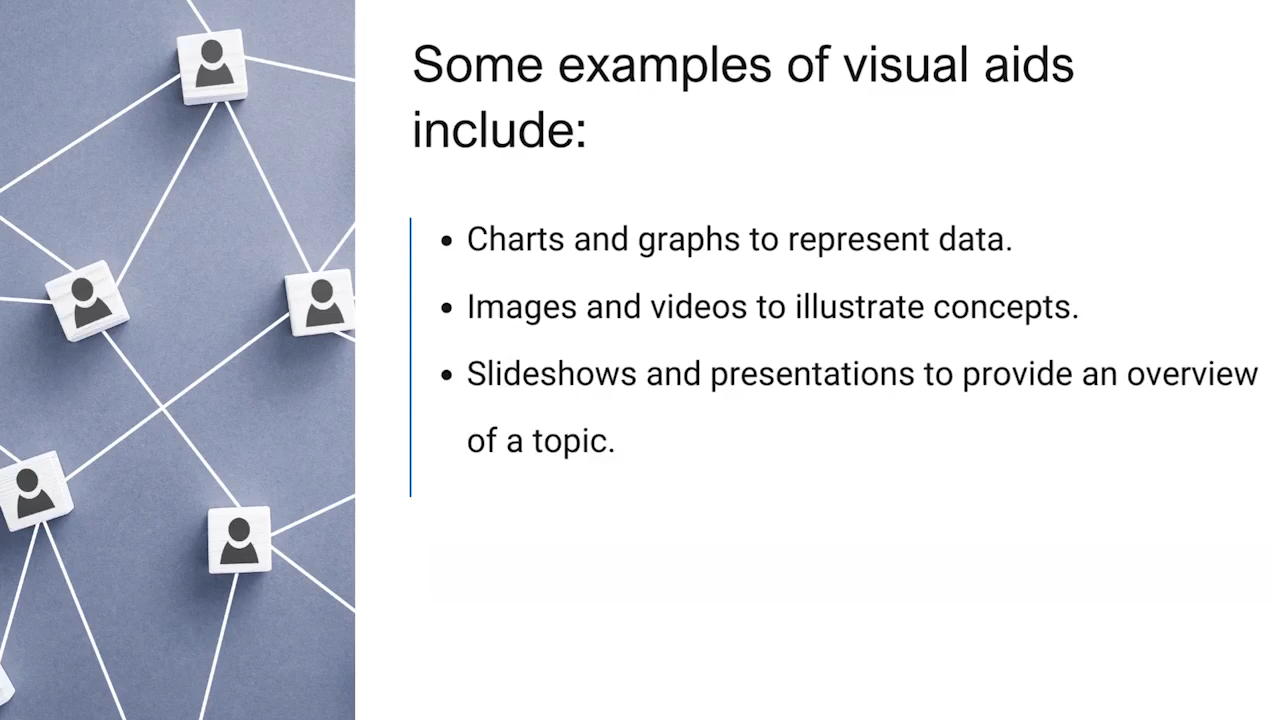 Some examples of visual aids
include:
• Charts and graphs to represent data.
• Images and videos to illustrate concepts.
• Slideshows and presentations to provide an overview
of a topic.